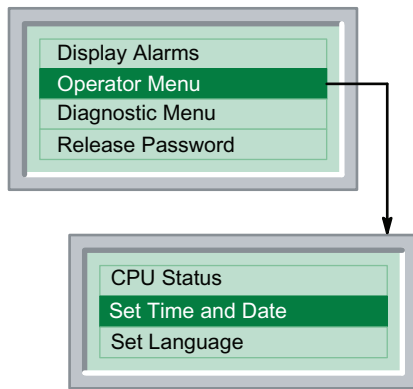 Display Alarms
Operator Menu
Diagnostic Menu
Release Password
CPU Status
Set Time and Date
Set Language